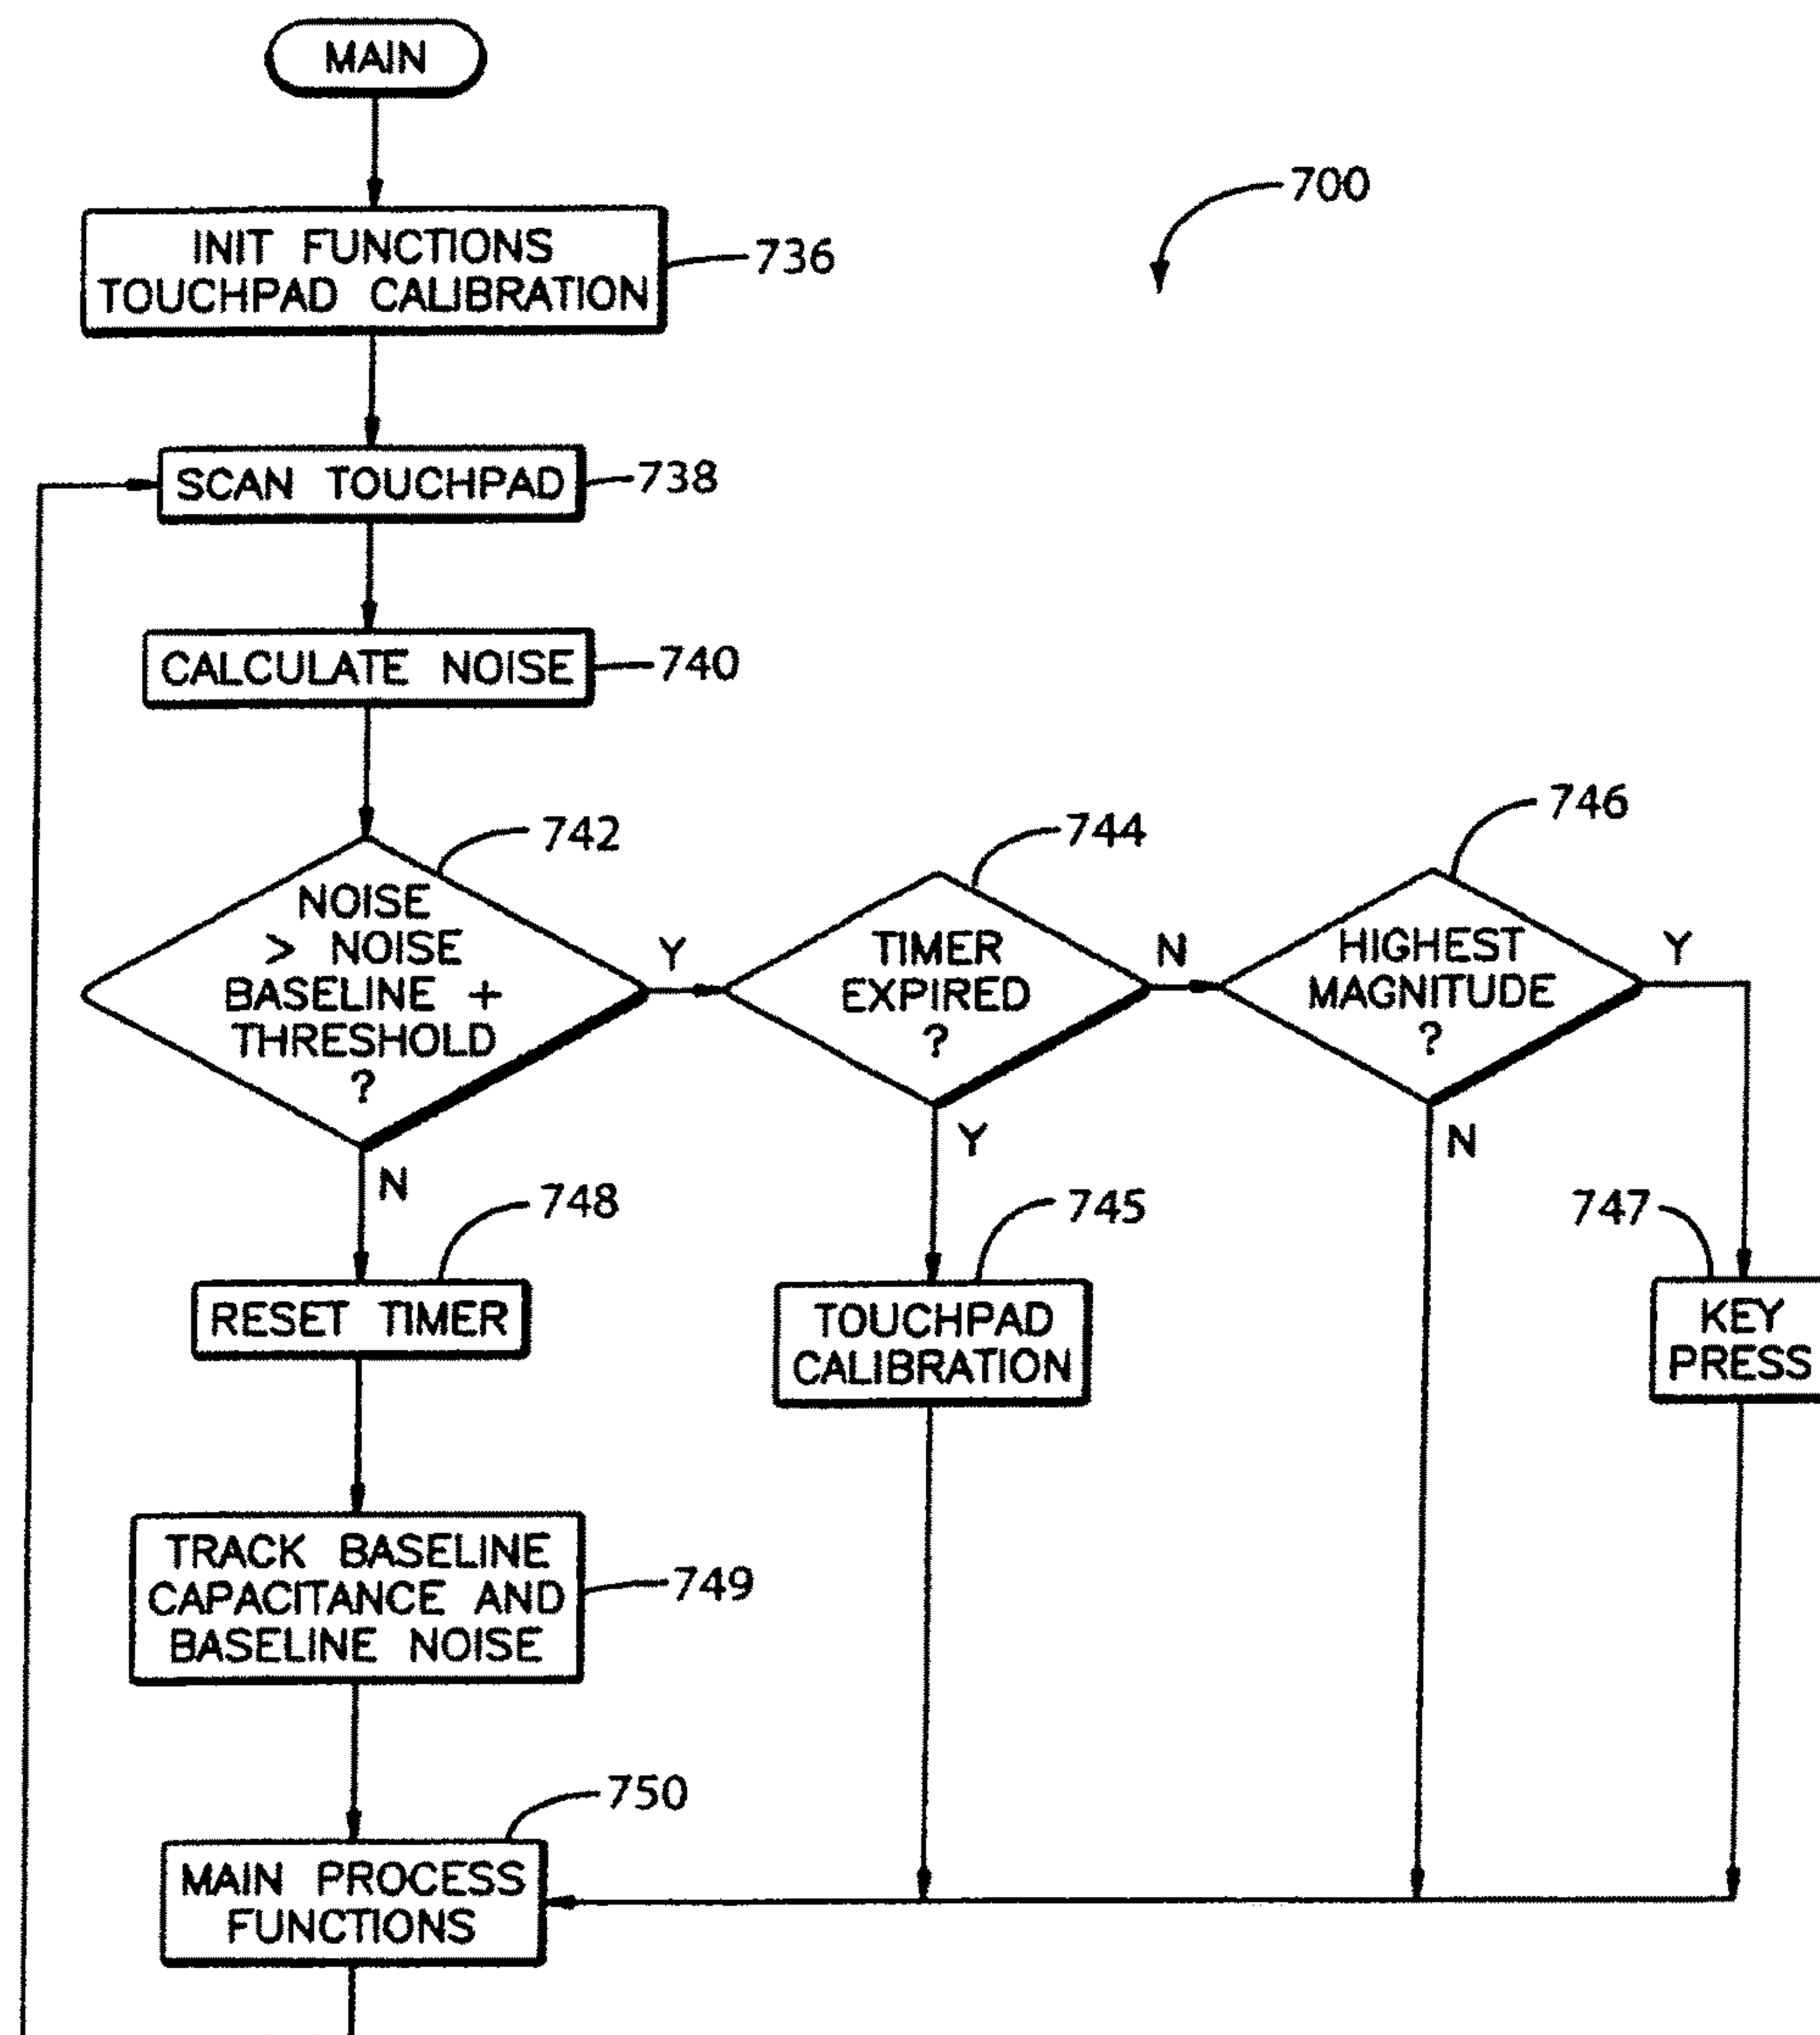 MAIN
700
INIT FUNCTIONS
TOUCHPAD CALIBRATION
736
SCAN TOUCHPAD
738
CALCULATE NOISE
740
742
NOISE
> NOISE
BASELINE +
THRESHOLD
?
Y
N
744
TIMER
EXPIRED
?
N
Y
746
HIGHEST
MAGNITUDE
?
Y
N
748
RESET TIMER
745
TOUCHPAD
CALIBRATION
747
KEY
PRESS
TRACK BASELINE
CAPACITANCE AND
BASELINE NOISE
749
750
MAIN PROCESS
FUNCTIONS